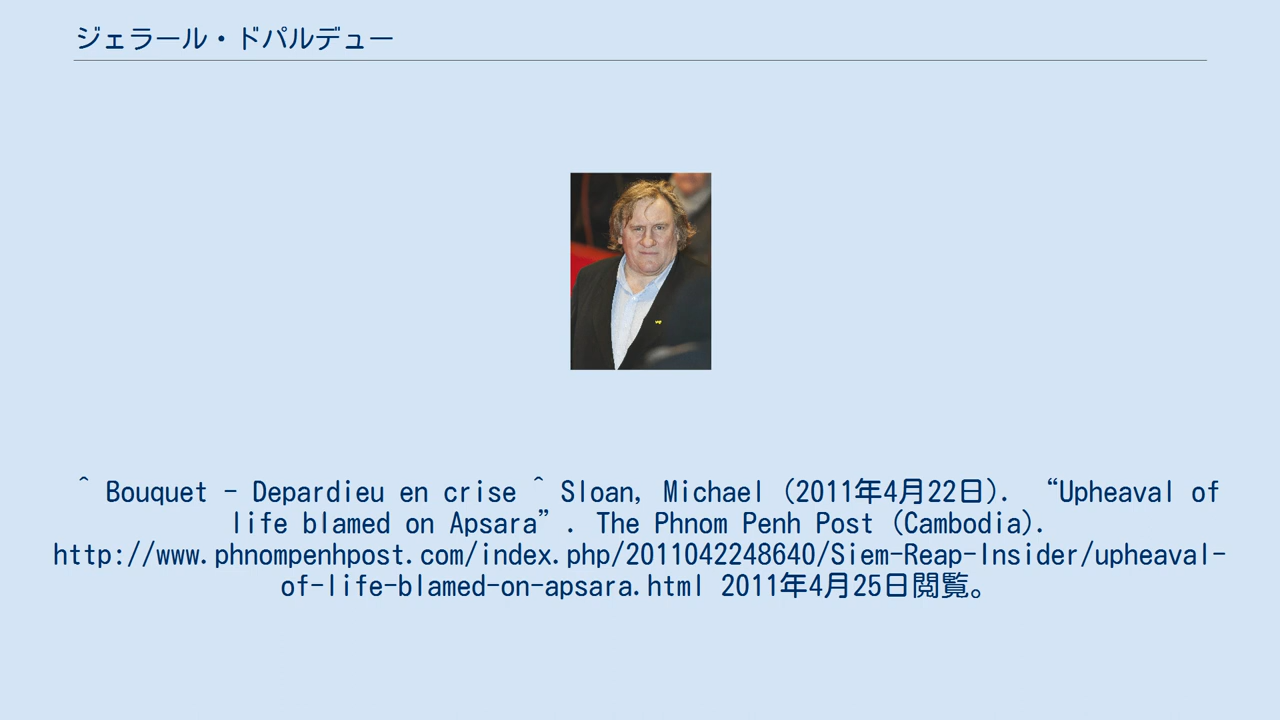 ジェラール・ドパルデュー
^ Bouquet - Depardieu en crise ^ Sloan, Michael (2011年4月22日). “Upheaval of
life blamed on Apsara”. The Phnom Penh Post (Cambodia).
http://www.phnompenhpost.com/index.php/2011042248640/Siem-Reap-Insider/upheaval-
of-life-blamed-on-apsara.html 2011年4月25日閲覧。